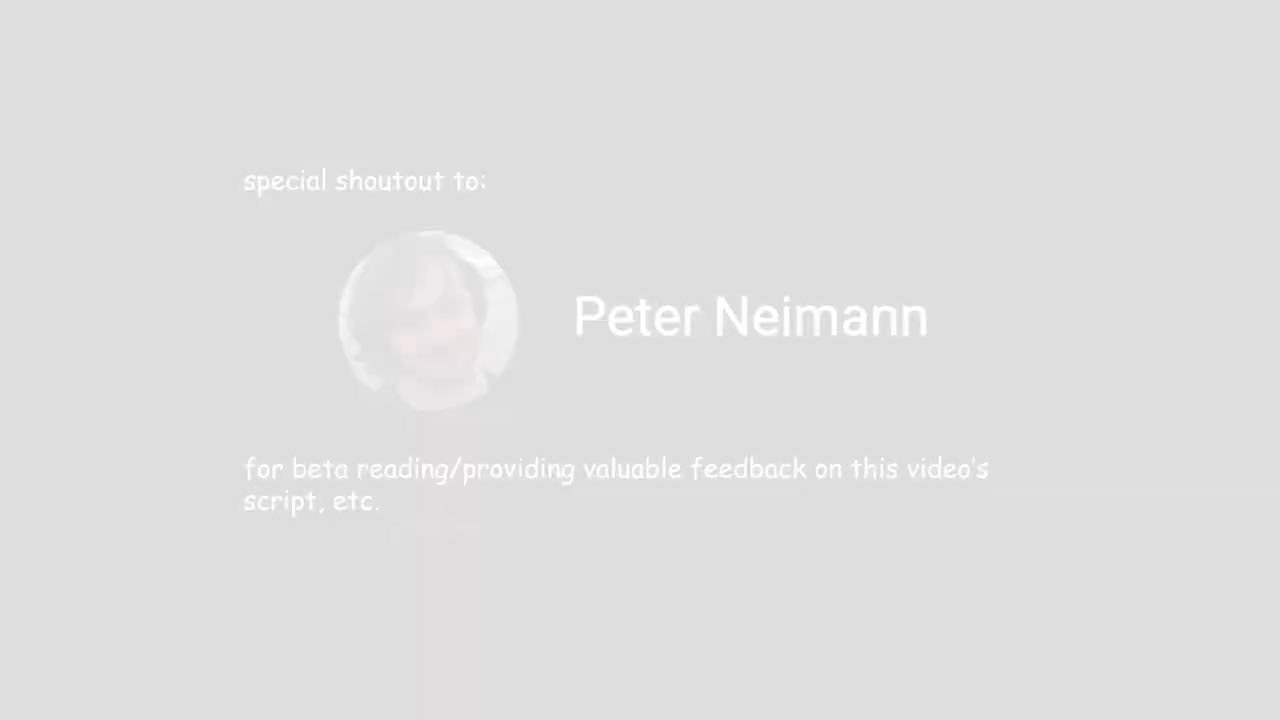 special shoutout to:
Peter Neimann
for beta reading/providing valuable feedback on this video's
script, etc.